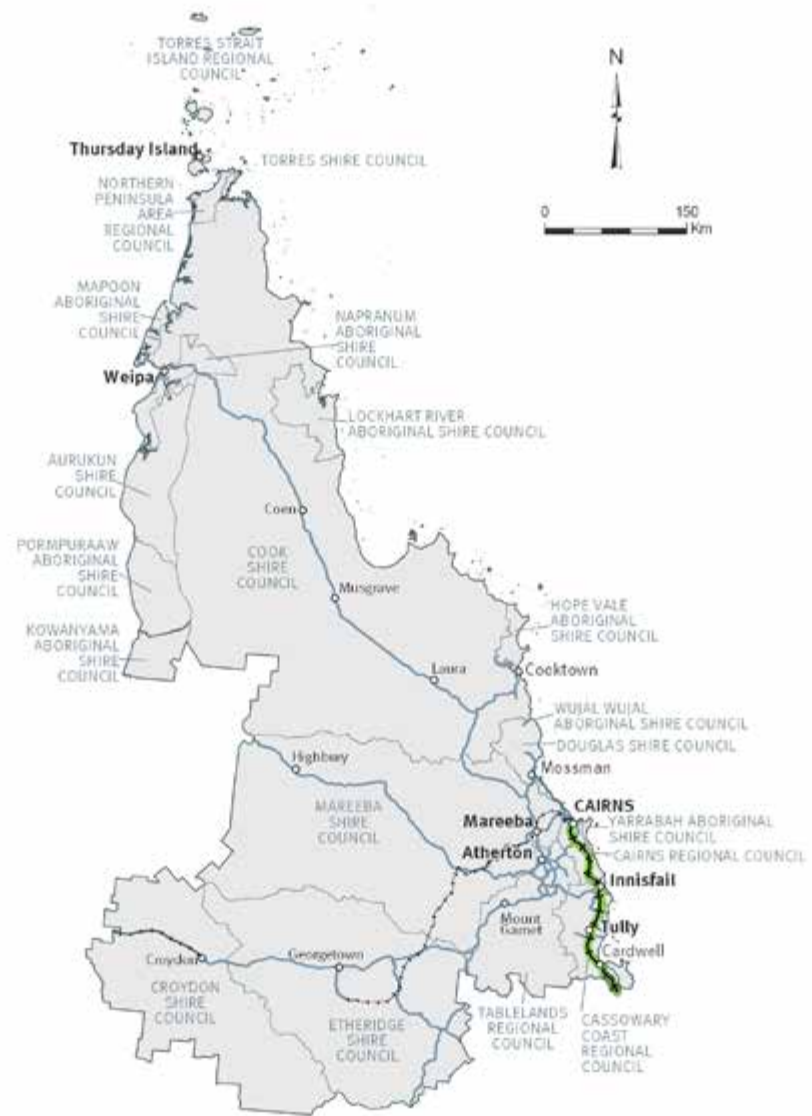 TORRES STRAIT
ISLAND REGIONAL
COUNCIL
N
Thursday Island
TORRES SHIRE COUNCIL
NORTHERN
PENINSULA
AREA
REGIONAL
COUNCIL
0 150
Km
MAPOON
ABORIGINAL
SHIRE
COUNCIL
NAPRANUM
ABORIGINAL
SHIRE
COUNCIL
Weipa
LOCKHART RIVER
ABORIGINAL SHIRE COUNCIL
AURUKUN
SHIRE
COUNCIL
Coen
PORMPURAAW
ABORIGINAL
SHIRE
COUNCIL
COOK
SHIRE
COUNCIL
Musgrave
HOPE VALE
ABORIGINAL
SHIRE COUNCIL
KOWANYAMA
ABORIGINAL
SHIRE
COUNCIL
Laura
Cooktown
WUJAL WUJAL
ABORGINAL SHIRE COUNCIL
DOUGLAS SHIRE COUNCIL
Highbury
Mossman
MAREEBA
SHIRE
COUNCIL
CAIRNS
Mareeba
YARRABAH ABORIGINAL
SHIRE COUNCIL
Atherton
CAIRNS REGIONAL COUNCIL
Innisfail
Mount
Garnet
Tully
Cardwell
Croydon
Georgetown
CROYDON
SHIRE
COUNCIL
ETHERIDGE
SHIRE
COUNCIL
TABLELANDS
REGIONAL
COUNCIL
CASSOWARY
COAST
REGIONAL
COUNCIL